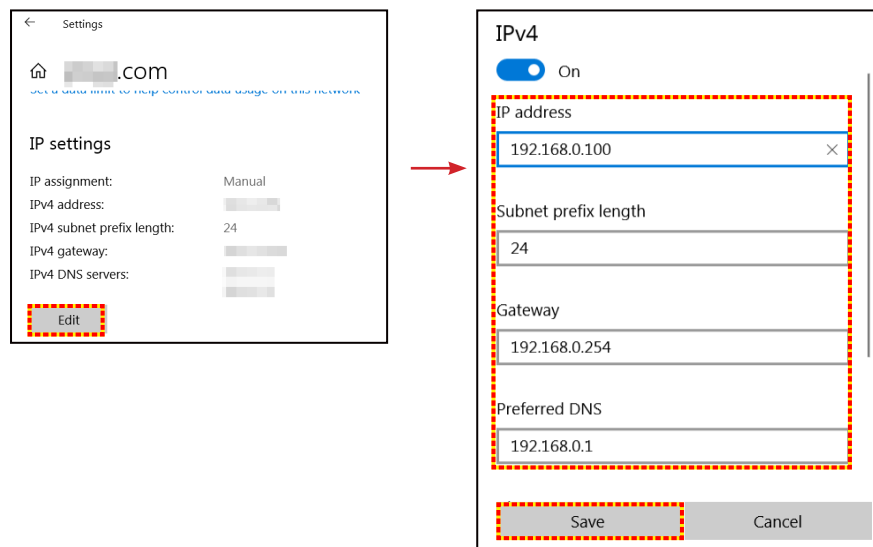 Settings
.com
Set a data limit to help control data usage on this network
IP settings
IP assignment: Manual
IPv4 address:
IPv4 subnet prefix length: 24
IPv4 gateway:
IPv4 DNS servers:
Edit
IPv4
On
IP address
192.168.0.100
Subnet prefix length
24
Gateway
192.168.0.254
Preferred DNS
192.168.0.1
Save Cancel